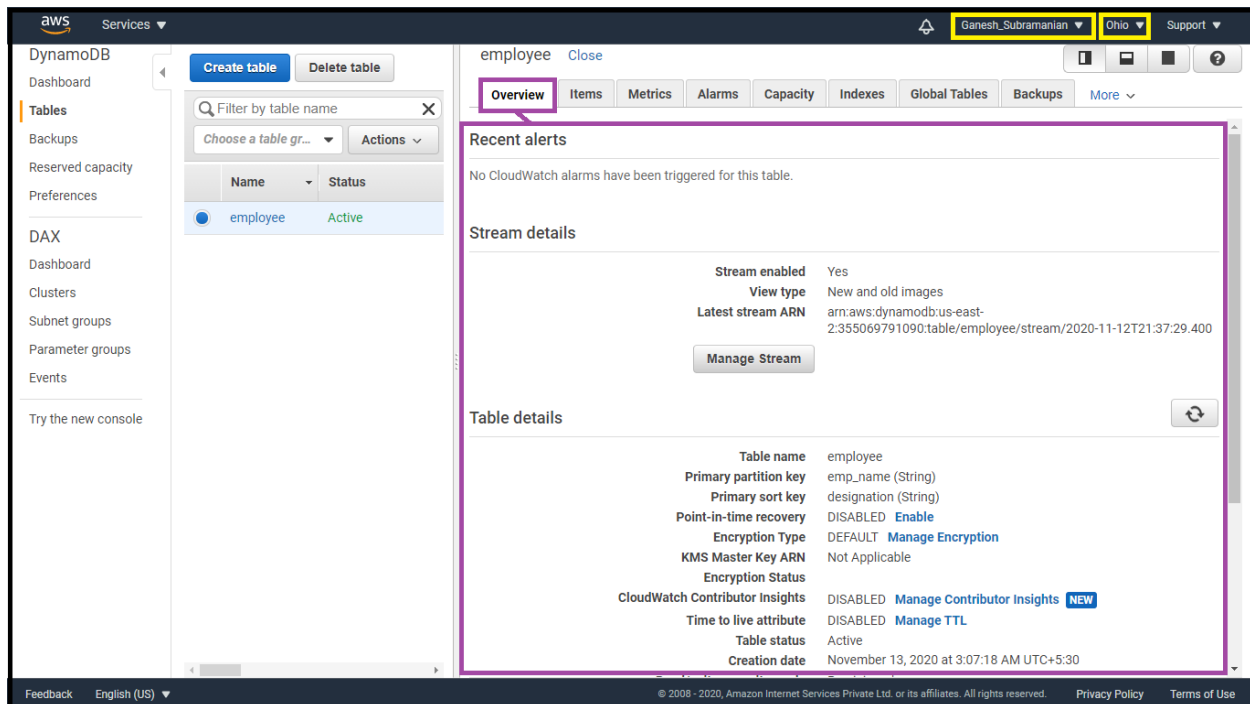 aws Services Ganesh_Subramanian Ohio Support
DynamoDB
Dashboard
Tables
Backups
Reserved capacity
Preferences
DAX
Dashboard
Clusters
Subnet groups
Parameter groups
Events
Try the new console
Create table Delete table
Filter by table name
Choose a table gr... Actions
Name Status
employee Active
employee Close
Overview Items Metrics Alarms Capacity Indexes Global Tables Backups More
Recent alerts
No CloudWatch alarms have been triggered for this table.
Stream details
Stream enabled Yes
View type New and old images
Latest stream ARN arn:aws:dynamodb:us-east-
2:355069791090:table/employee/stream/2020-11-12T21:37:29.400
Manage Stream
Table details
Table name employee
Primary partition key emp_name (String)
Primary sort key designation (String)
Point-in-time recovery DISABLED Enable
Encryption Type DEFAULT Manage Encryption
KMS Master Key ARN Not Applicable
Encryption Status
CloudWatch Contributor Insights DISABLED Manage Contributor Insights NEW
Time to live attribute DISABLED Manage TTL
Table status Active
Creation date November 13, 2020 at 3:07:18 AM UTC+5:30
Feedback English (US) © 2008 - 2020, Amazon Internet Services Private Ltd. or its affiliates. All rights reserved. Privacy Policy Terms of Use